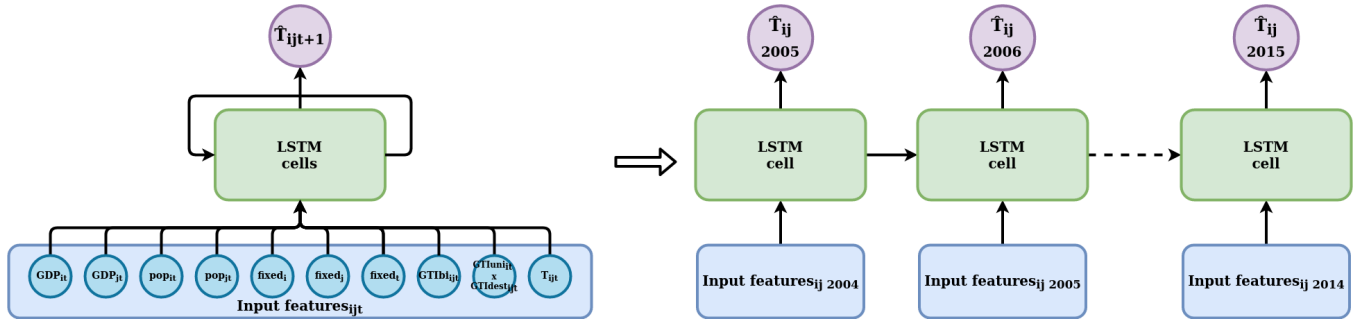 T̂ijt+1
LSTM
cells
GDPit
GDPjt
popit
popjt
fixedi
fixedj
fixedt
GTIbiijt
GTIuniit
x
GTIdestijt
Tijt
Input featuresijt
T̂ij
2005
LSTM
cell
Input featuresij 2004
T̂ij
2006
LSTM
cell
Input featuresij 2005
T̂ij
2015
LSTM
cell
Input featuresij 2014